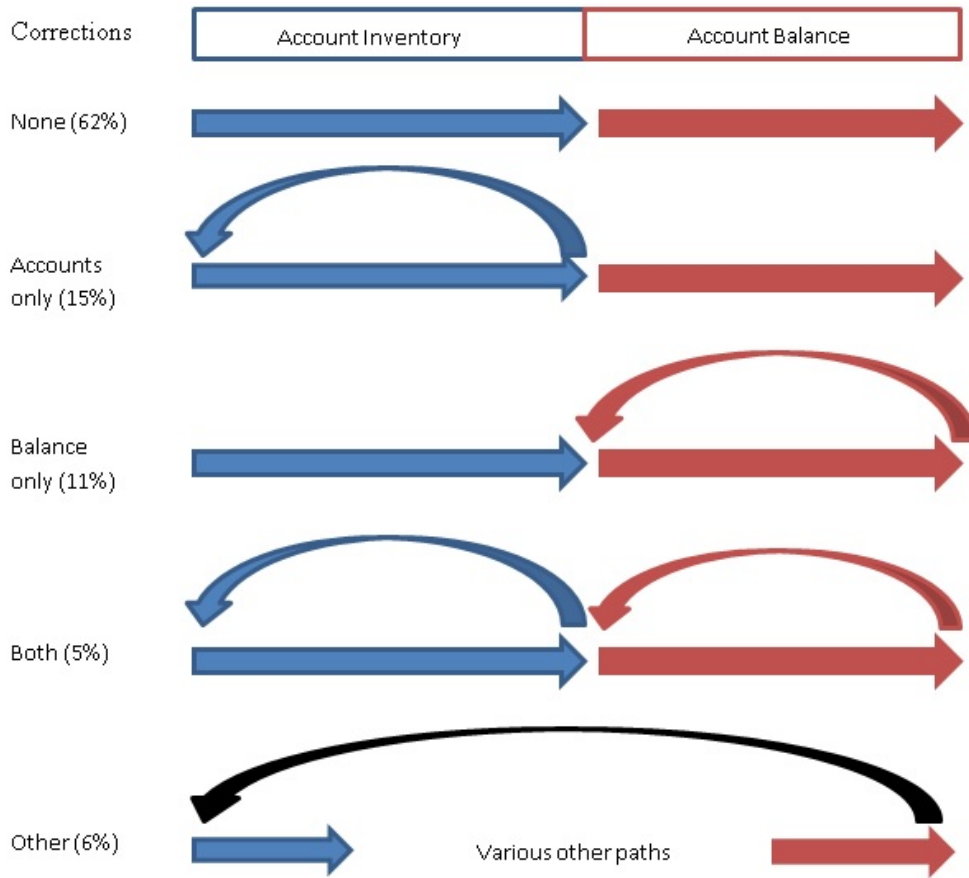 Corrections
Account Inventory
Account Balance
None (62%)
Accounts
only (15%)
Balance
only (11%)
Both (5%)
Other (6%)
Various other paths